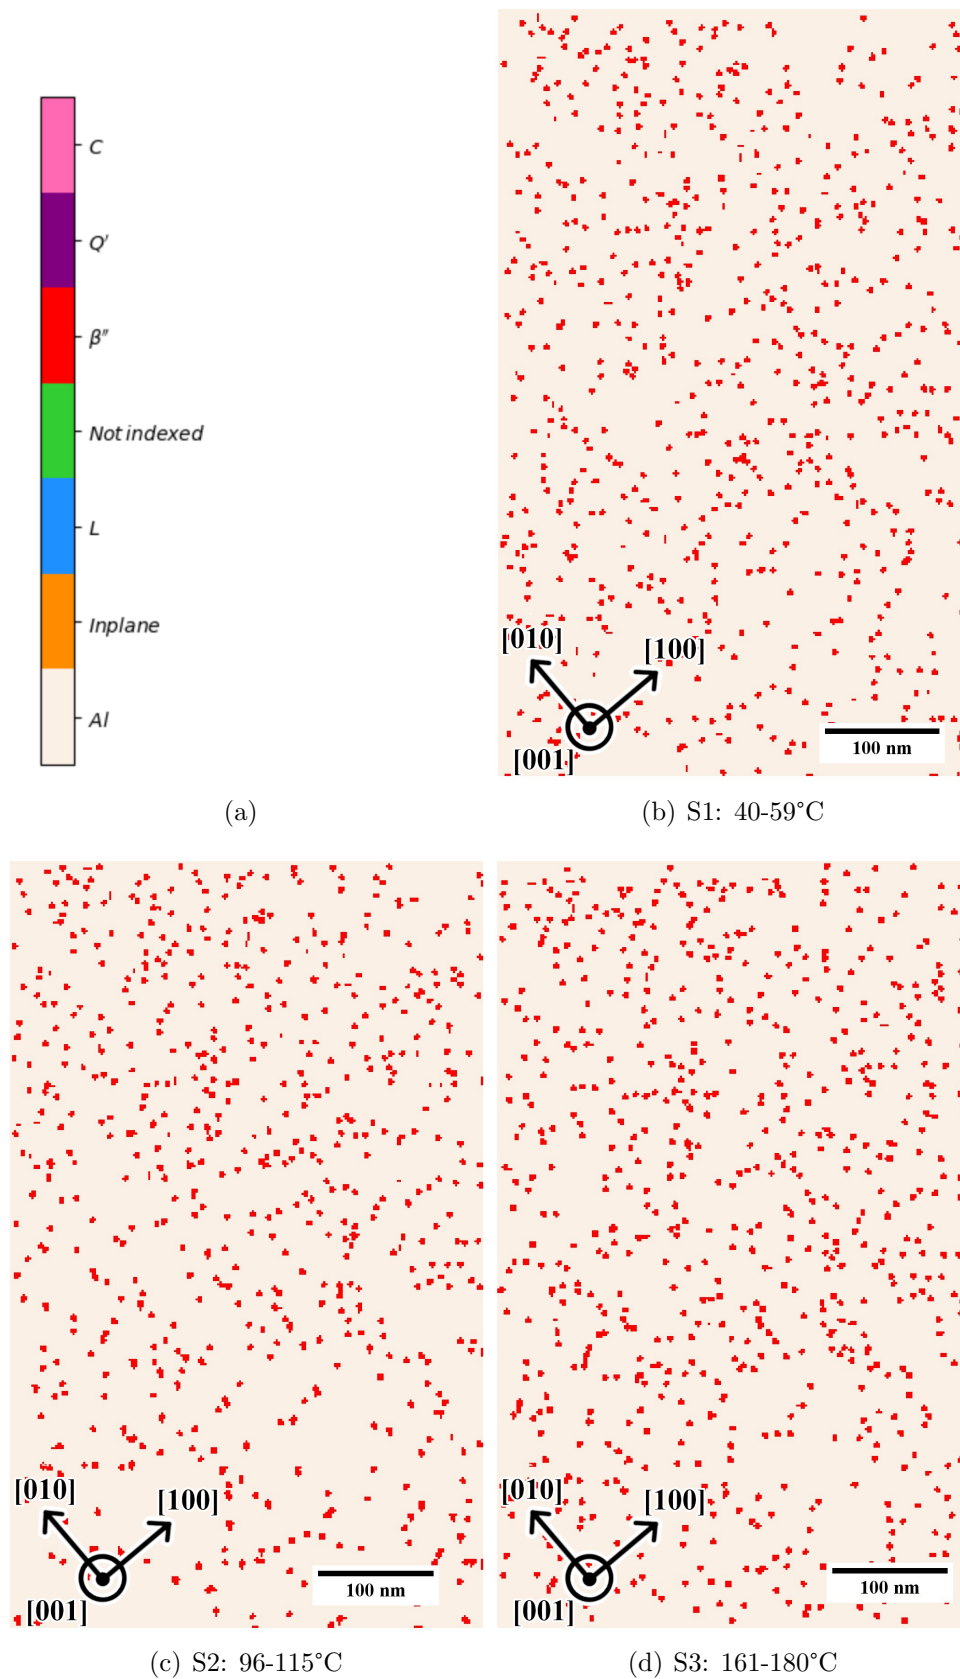 C
Q′
β″
Not indexed
L
Inplane
Al
(a)
[010]
[100]
[001]
100 nm
(b) S1: 40-59°C
[010]
[100]
[001]
100 nm
(c) S2: 96-115°C
[010]
[100]
[001]
100 nm
(d) S3: 161-180°C